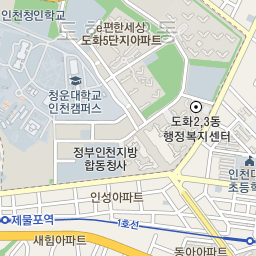 인천청인학교
e편한세상
도화5단지아파트
청운대학교
인천캠퍼스
도화2,3동
행정복지센터
정부인천지방
합동청사
인천대
초등학
인성아파트
제물포역
1호선
새힘아파트
동아아파트